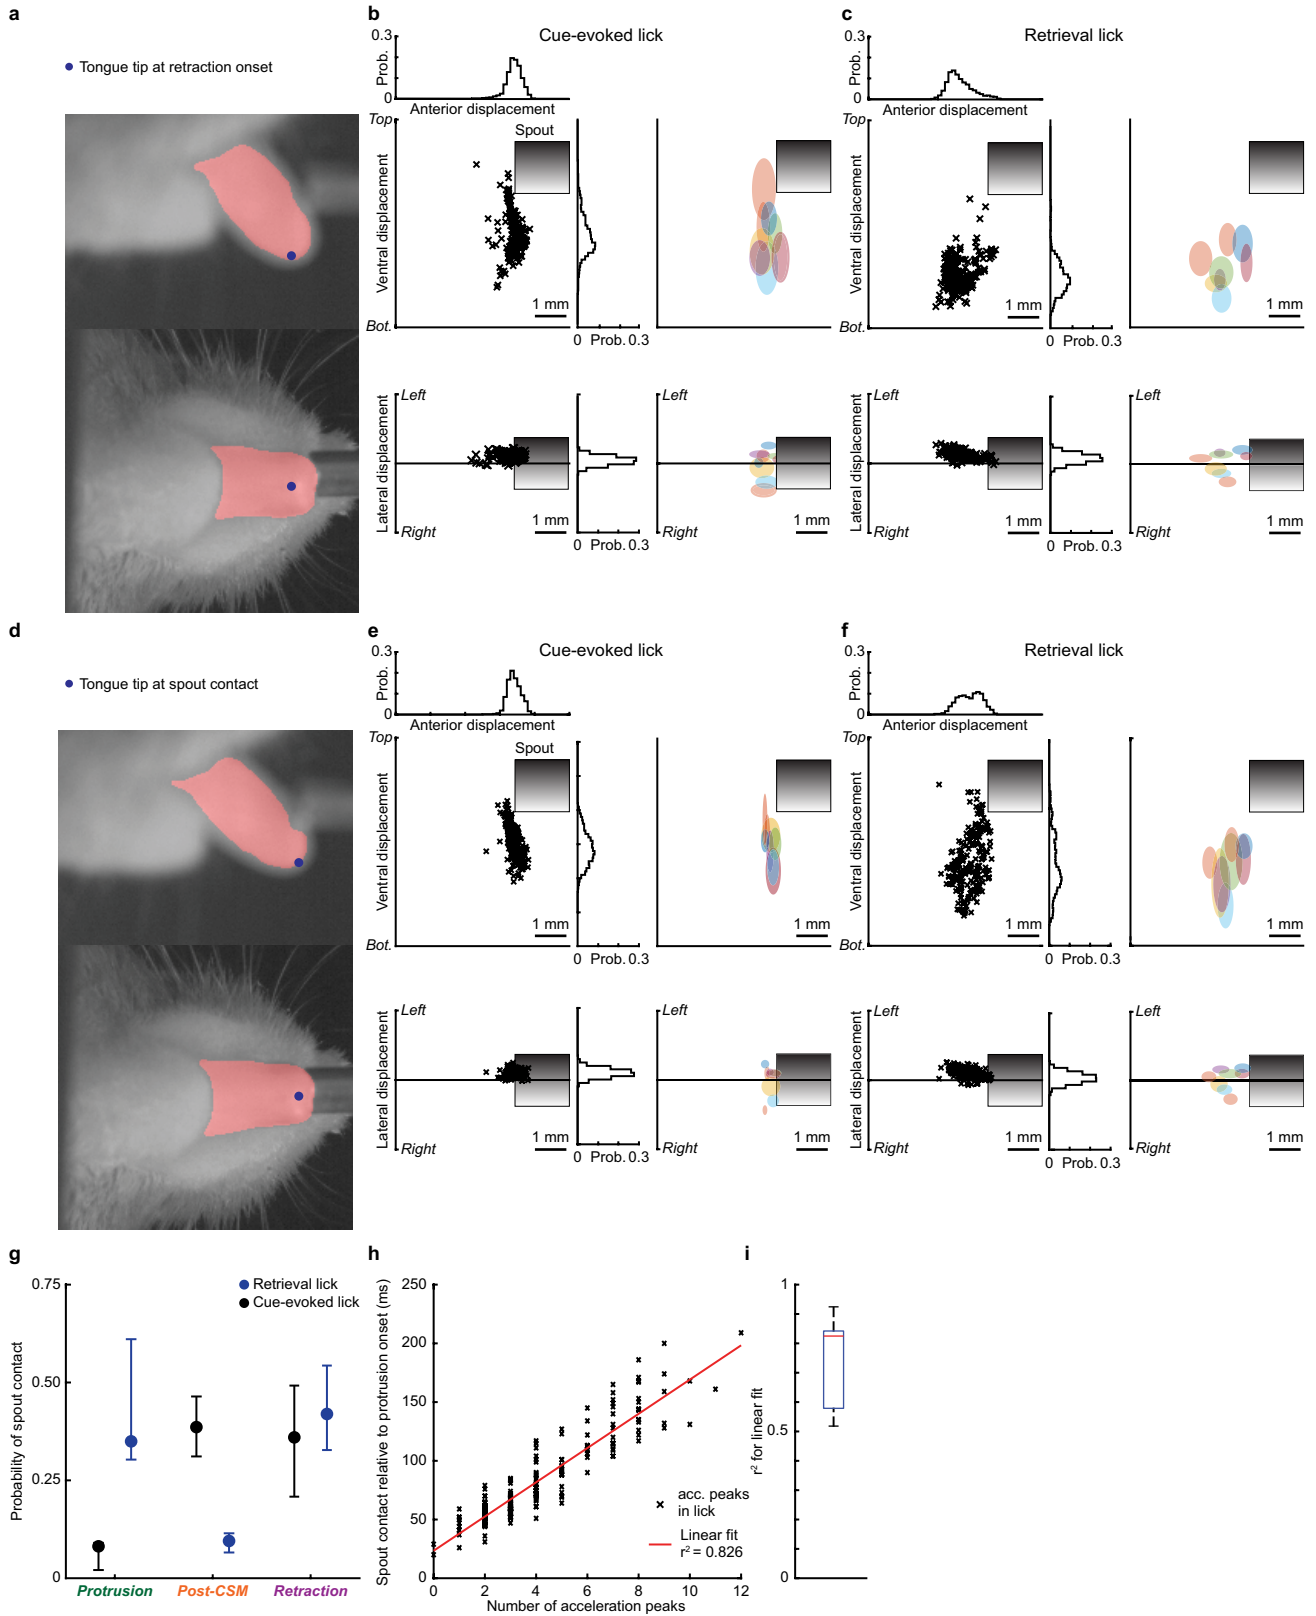 a
Tongue tip at retraction onset
b
Cue-evoked lick
0.3
Prob.
0
Anterior displacement
Top
Spout
Ventral displacement
1 mm
Bot.
0 Prob. 0.3
Left
Lateral displacement
1 mm
Right
0 Prob. 0.3
Left
1 mm
Right
c
Retrieval lick
0.3
Prob.
0
Anterior displacement
Top
Ventral displacement
1 mm
Bot.
0 Prob. 0.3
1 mm
Left
Lateral displacement
1 mm
Right
0 Prob. 0.3
Left
1 mm
Right
d
Tongue tip at spout contact
e
Cue-evoked lick
0.3
Prob.
0
Anterior displacement
Top
Spout
Ventral displacement
1 mm
Bot.
0 Prob. 0.3
Left
Lateral displacement
1 mm
Right
0 Prob. 0.3
Left
1 mm
Right
f
Retrieval lick
0.3
Prob.
0
Anterior displacement
Top
Ventral displacement
1 mm
Bot.
0 Prob. 0.3
1 mm
Left
Lateral displacement
1 mm
Right
0 Prob. 0.3
Left
1 mm
Right
g
Retrieval lick
Cue-evoked lick
Probability of spout contact
0.75
0.50
0.25
0
Protrusion Post-CSM Retraction
h
Spout contact relative to protrusion onset (ms)
250
200
150
100
50
0
acc. peaks
in lick
Linear fit
r² = 0.826
0 2 4 6 8 10 12
Number of acceleration peaks
i
r² for linear fit
1
0.5
0